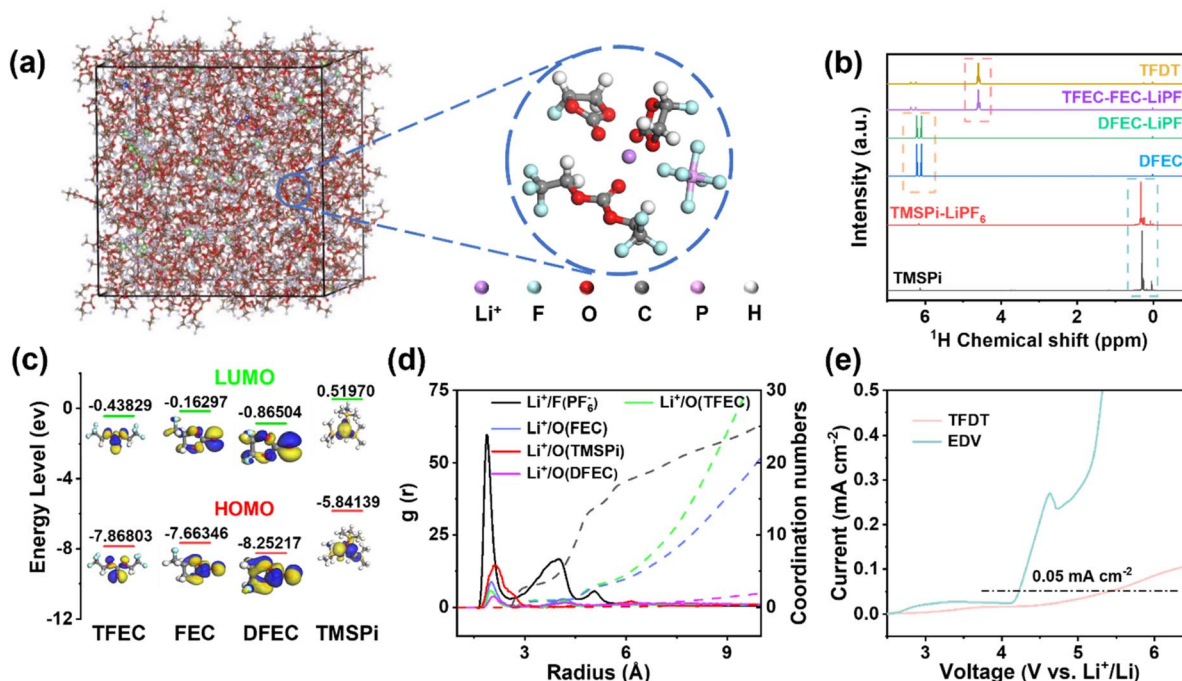 (a)
Li⁺ F O C P H
(b)
Intensity (a.u.)
TFDT
TFEC-FEC-LiPF
DFEC-LiPF
DFEC
TMSPi-LiPF₆
TMSPi
6 4 2 0
¹H Chemical shift (ppm)
(c)
Energy Level (ev)
0
-4
-8
-12
LUMO
-0.43829
-0.16297
-0.86504
0.51970
HOMO
-7.86803
-7.66346
-8.25217
-5.84139
TFEC FEC DFEC TMSPi
(d)
g (r)
75
50
25
0
Li⁺/F(PF₆)
Li⁺/O(TFEC)
Li⁺/O(FEC)
Li⁺/O(TMSPi)
Li⁺/O(DFEC)
30
20
10
0
Coordination numbers
3 6 9
Radius (Å)
(e)
Current (mA cm⁻²)
0.5
0.4
0.3
0.2
0.1
0.0
TFDT
EDV
0.05 mA cm⁻²
3 4 5 6
Voltage (V vs. Li⁺/Li)